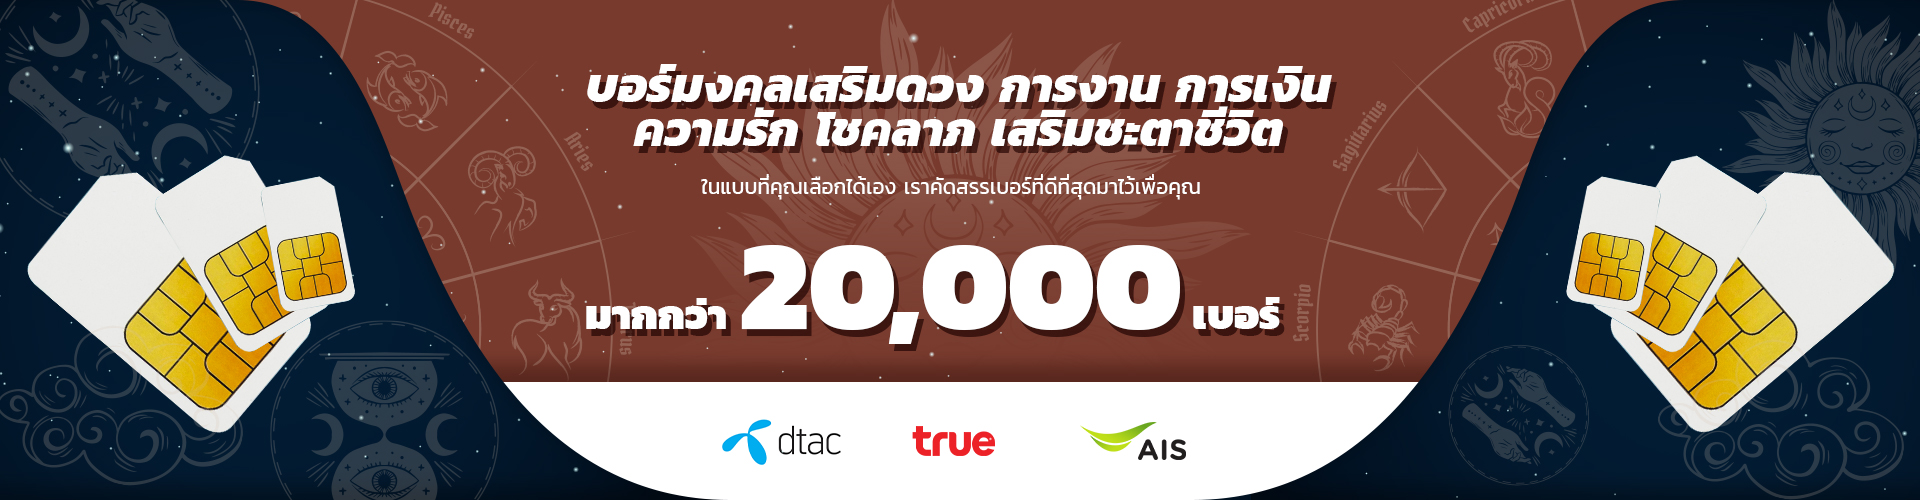 Pisces
Capricorn
บอร์มงคลเสริมดวง การงาน การเงิน
ความรัก โชคลาภ เสริมชะตาชีวิต
Aries
Sagittarius
ในแบบที่คุณเลือกได้เอง เราคัดสรรเบอร์ที่ดีที่สุดมาไว้เพื่อคุณ
มากกว่า 20,000 เบอร์
Scorpio
dtac
true
AIS